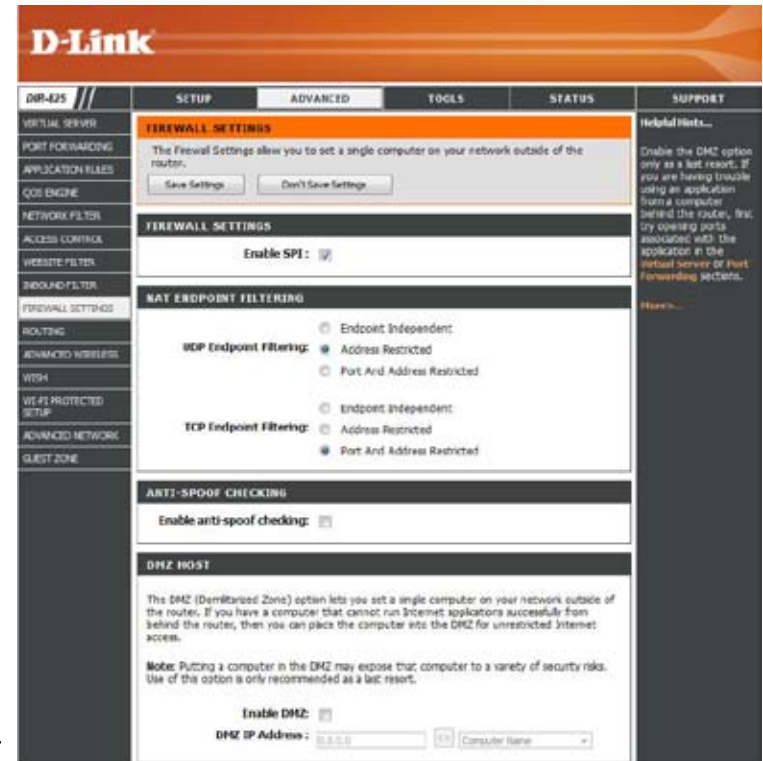 D-Link
DIR-625
SETUP
ADVANCED
TOOLS
STATUS
SUPPORT
VIRTUAL SERVER
PORT FORWARDING
APPLICATION RULES
QOS ENGINE
NETWORK FILTER
ACCESS CONTROL
WEBSITE FILTER
INBOUND FILTER
FIREWALL SETTINGS
ROUTING
ADVANCED WIRELESS
WISH
WI-FI PROTECTED
SETUP
ADVANCED NETWORK
GUEST ZONE
FIREWALL SETTINGS
The Firewall Settings allow you to set a single computer on your network outside of the
router.
Save Settings
Don't Save Settings
FIREWALL SETTINGS
Enable SPI :
NAT ENDPOINT FILTERING
UDP Endpoint Filtering:
Endpoint Independent
Address Restricted
Port And Address Restricted
TCP Endpoint Filtering:
Endpoint Independent
Address Restricted
Port And Address Restricted
ANTI-SPOOF CHECKING
Enable anti-spoof checking:
DMZ HOST
The DMZ (Demilitarized Zone) option lets you set a single computer on your network outside of
the router. If you have a computer that cannot run Internet applications successfully from
behind the router, then you can place the computer into the DMZ for unrestricted Internet
access.
Note: Putting a computer in the DMZ may expose that computer to a variety of security risks.
Use of this option is only recommended as a last resort.
Enable DMZ:
DMZ IP Address :
0.0.0.0
<<
Computer Name
Helpful Hints...
Enable the DMZ option
only as a last resort. If
you are having trouble
using an application
from a computer
behind the router, first
try opening ports
associated with the
application in the
Virtual Server or Port
Forwarding sections.
More...